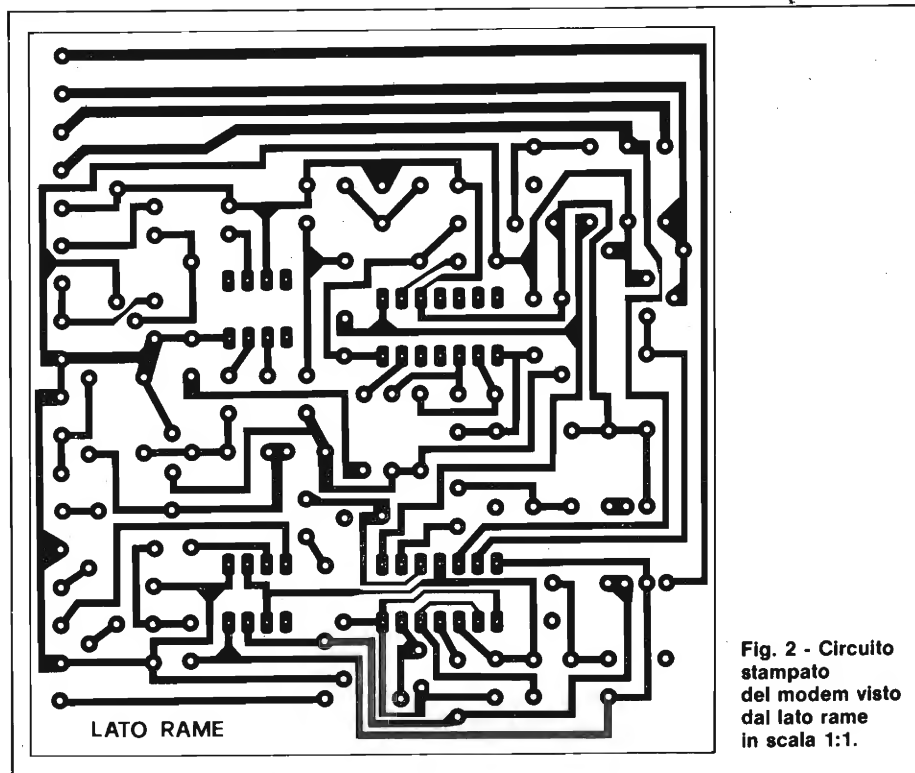 LATO RAME
Fig. 2 - Circuito
stampato
del modem visto
dal lato rame
in scala 1:1.